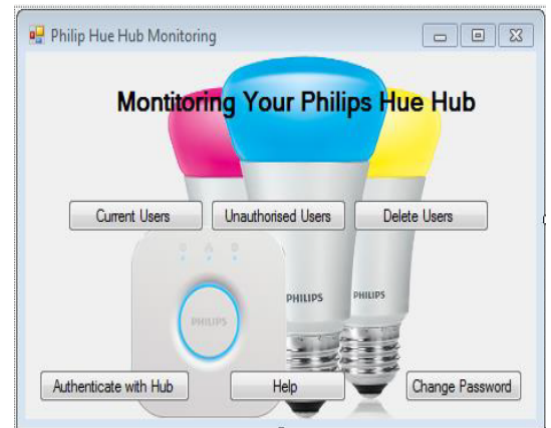 Philip Hue Hub Monitoring
Montitoring Your Philips Hue Hub
Current Users
Unauthorised Users
Delete Users
PHILIPS
PHILIPS
PHILIPS
Authenticate with Hub
Help
Change Password